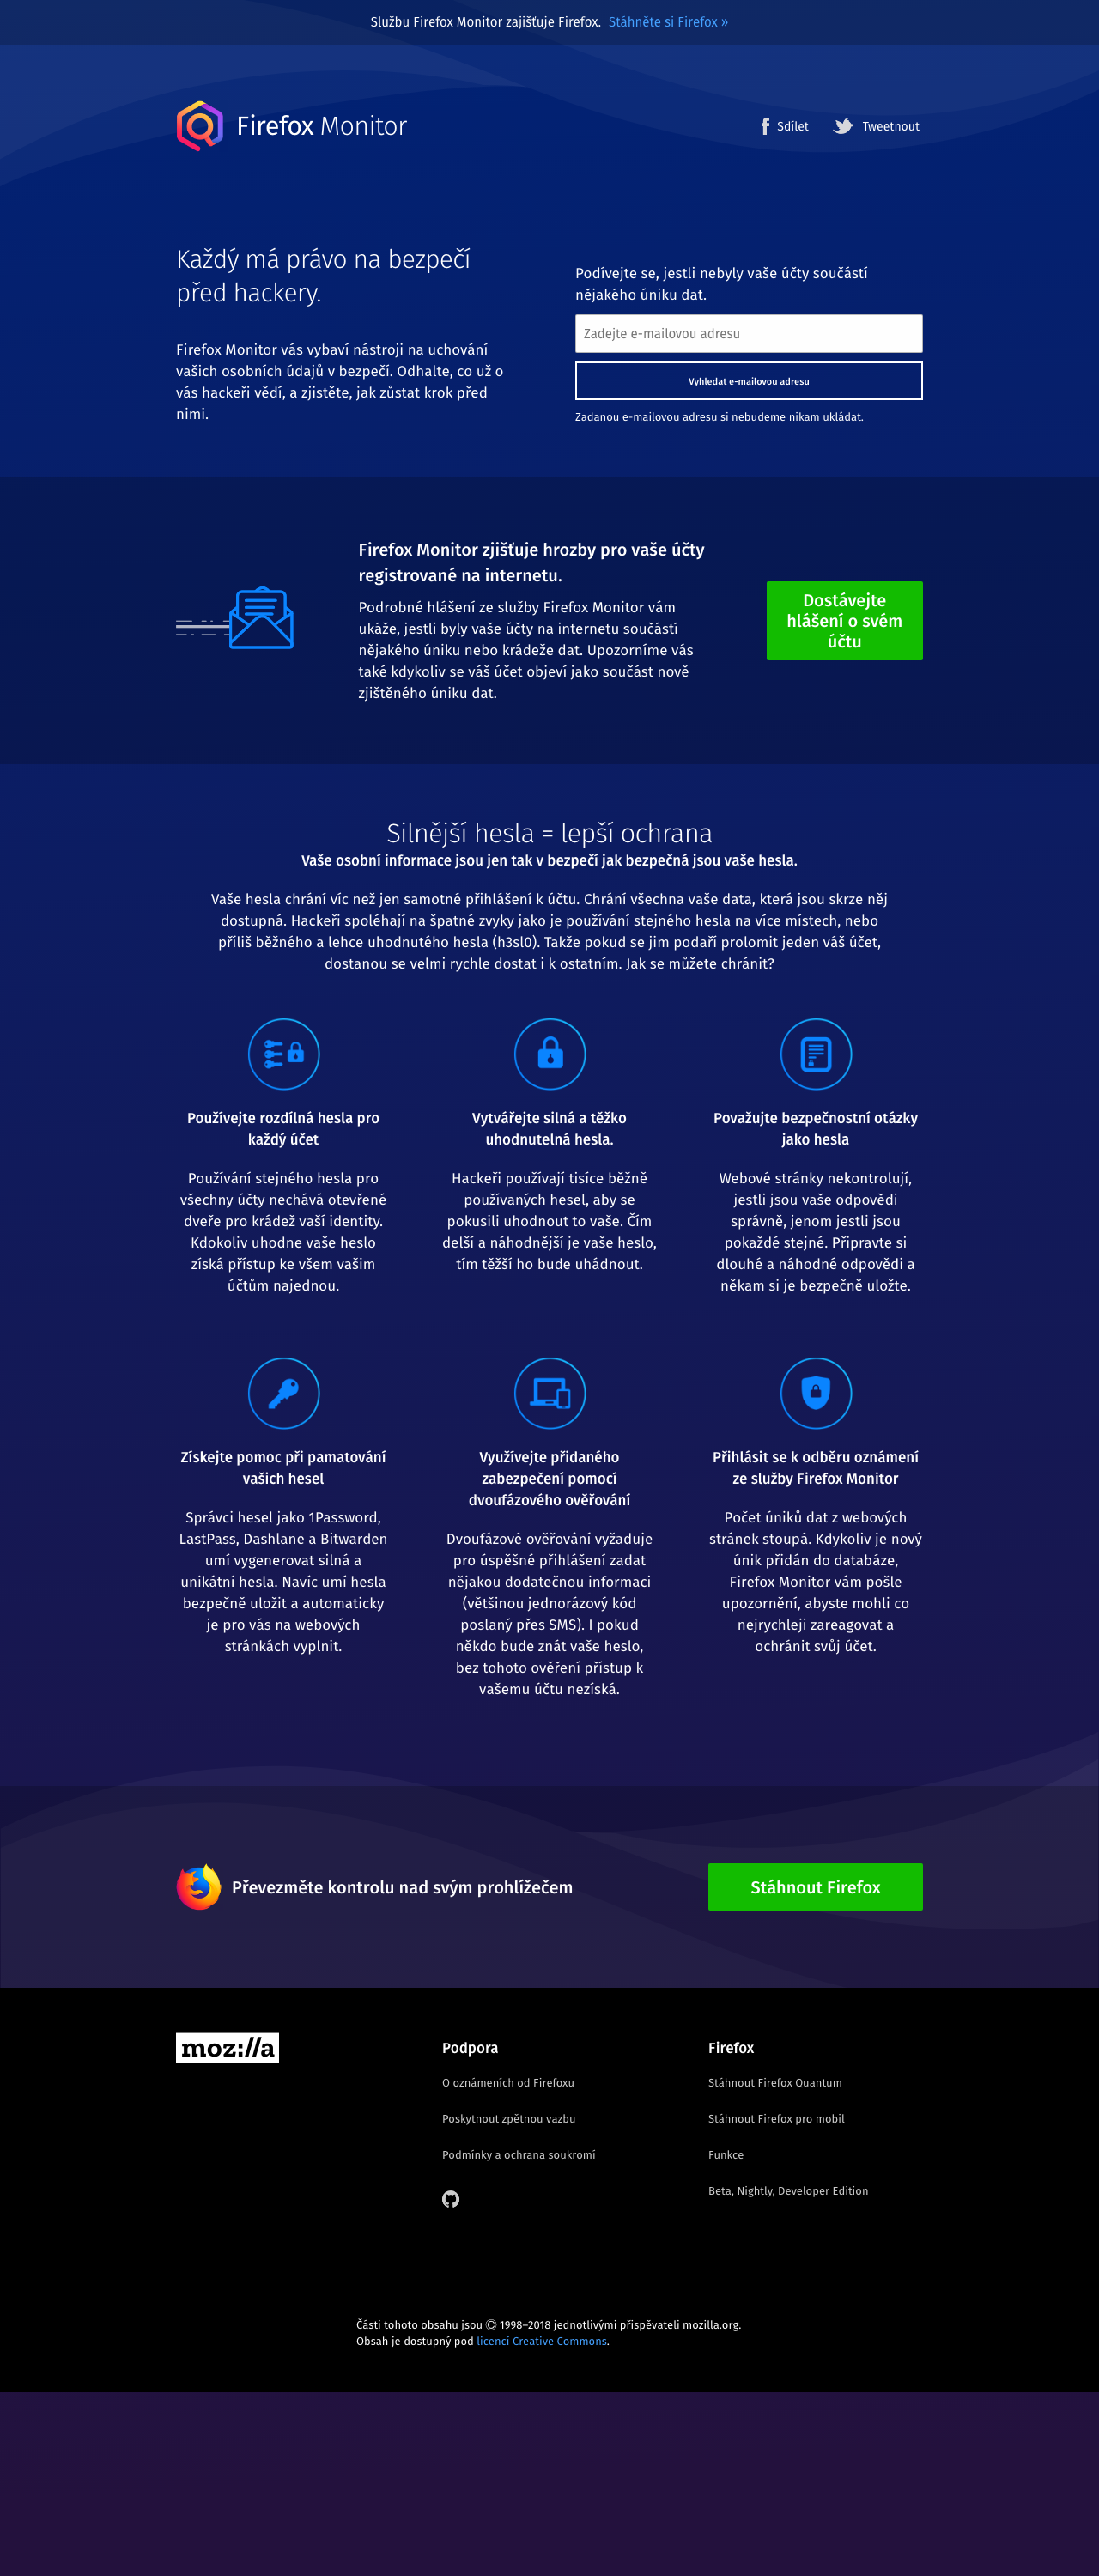 Službu Firefox Monitor zajišťuje Firefox. Stáhněte si Firefox »
Firefox Monitor
Sdílet
Tweetnout
Každý má právo na bezpečí
před hackery.
Firefox Monitor vás vybaví nástroji na uchování
vašich osobních údajů v bezpečí. Odhalte, co už o
vás hackeři vědí, a zjistěte, jak zůstat krok před
nimi.
Podívejte se, jestli nebyly vaše účty součástí
nějakého úniku dat.
Zadejte e-mailovou adresu
Vyhledat e-mailovou adresu
Zadanou e-mailovou adresu si nebudeme nikam ukládat.
Firefox Monitor zjišťuje hrozby pro vaše účty
registrované na internetu.
Podrobné hlášení ze služby Firefox Monitor vám
ukáže, jestli byly vaše účty na internetu součástí
nějakého úniku nebo krádeže dat. Upozorníme vás
také kdykoliv se váš účet objeví jako součást nově
zjištěného úniku dat.
Dostávejte
hlášení o svém
účtu
Silnější hesla = lepší ochrana
Vaše osobní informace jsou jen tak v bezpečí jak bezpečná jsou vaše hesla.
Vaše hesla chrání víc než jen samotné přihlášení k účtu. Chrání všechna vaše data, která jsou skrze něj
dostupná. Hackeři spoléhají na špatné zvyky jako je používání stejného hesla na více místech, nebo
příliš běžného a lehce uhodnutého hesla (h3sl0). Takže pokud se jim podaří prolomit jeden váš účet,
dostanou se velmi rychle dostat i k ostatním. Jak se můžete chránit?
Používejte rozdílná hesla pro
každý účet
Používání stejného hesla pro
všechny účty nechává otevřené
dveře pro krádež vaší identity.
Kdokoliv uhodne vaše heslo
získá přístup ke všem vašim
účtům najednou.
Vytvářejte silná a těžko
uhodnutelná hesla.
Hackeři používají tisíce běžně
používaných hesel, aby se
pokusili uhodnout to vaše. Čím
delší a náhodnější je vaše heslo,
tím těžší ho bude uhádnout.
Považujte bezpečnostní otázky
jako hesla
Webové stránky nekontrolují,
jestli jsou vaše odpovědi
správně, jenom jestli jsou
pokaždé stejné. Připravte si
dlouhé a náhodné odpovědi a
někam si je bezpečně uložte.
Získejte pomoc při pamatování
vašich hesel
Správci hesel jako 1Password,
LastPass, Dashlane a Bitwarden
umí vygenerovat silná a
unikátní hesla. Navíc umí hesla
bezpečně uložit a automaticky
je pro vás na webových
stránkách vyplnit.
Využívejte přidaného
zabezpečení pomocí
dvoufázového ověřování
Dvoufázové ověřování vyžaduje
pro úspěšné přihlášení zadat
nějakou dodatečnou informaci
(většinou jednorázový kód
poslaný přes SMS). I pokud
někdo bude znát vaše heslo,
bez tohoto ověření přístup k
vašemu účtu nezíská.
Přihlásit se k odběru oznámení
ze služby Firefox Monitor
Počet úniků dat z webových
stránek stoupá. Kdykoliv je nový
únik přidán do databáze,
Firefox Monitor vám pošle
upozornění, abyste mohli co
nejrychleji zareagovat a
ochránit svůj účet.
Převezměte kontrolu nad svým prohlížečem
Stáhnout Firefox
moz://a
Podpora
O oznámeních od Firefoxu
Poskytnout zpětnou vazbu
Podmínky a ochrana soukromí
Firefox
Stáhnout Firefox Quantum
Stáhnout Firefox pro mobil
Funkce
Beta, Nightly, Developer Edition
Části tohoto obsahu jsou © 1998–2018 jednotlivými přispěvateli mozilla.org.
Obsah je dostupný pod licencí Creative Commons.